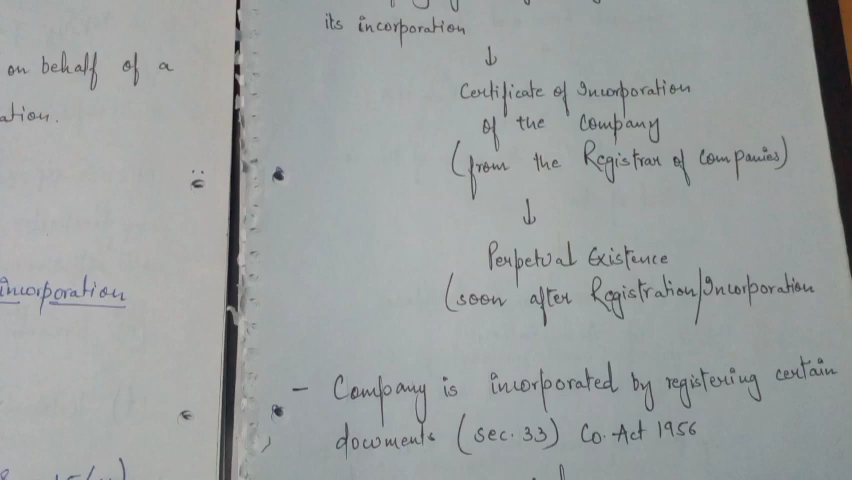 on behalf of a
ation.
incorporation
its incorporation
↓
Certificate of Incorporation
of the Company
(from the Registrar of Companies)
↓
Perpetual Existence
(soon after Registration/Incorporation
- Company is incorporated by registering certain
documents (sec. 33) Co. Act 1956